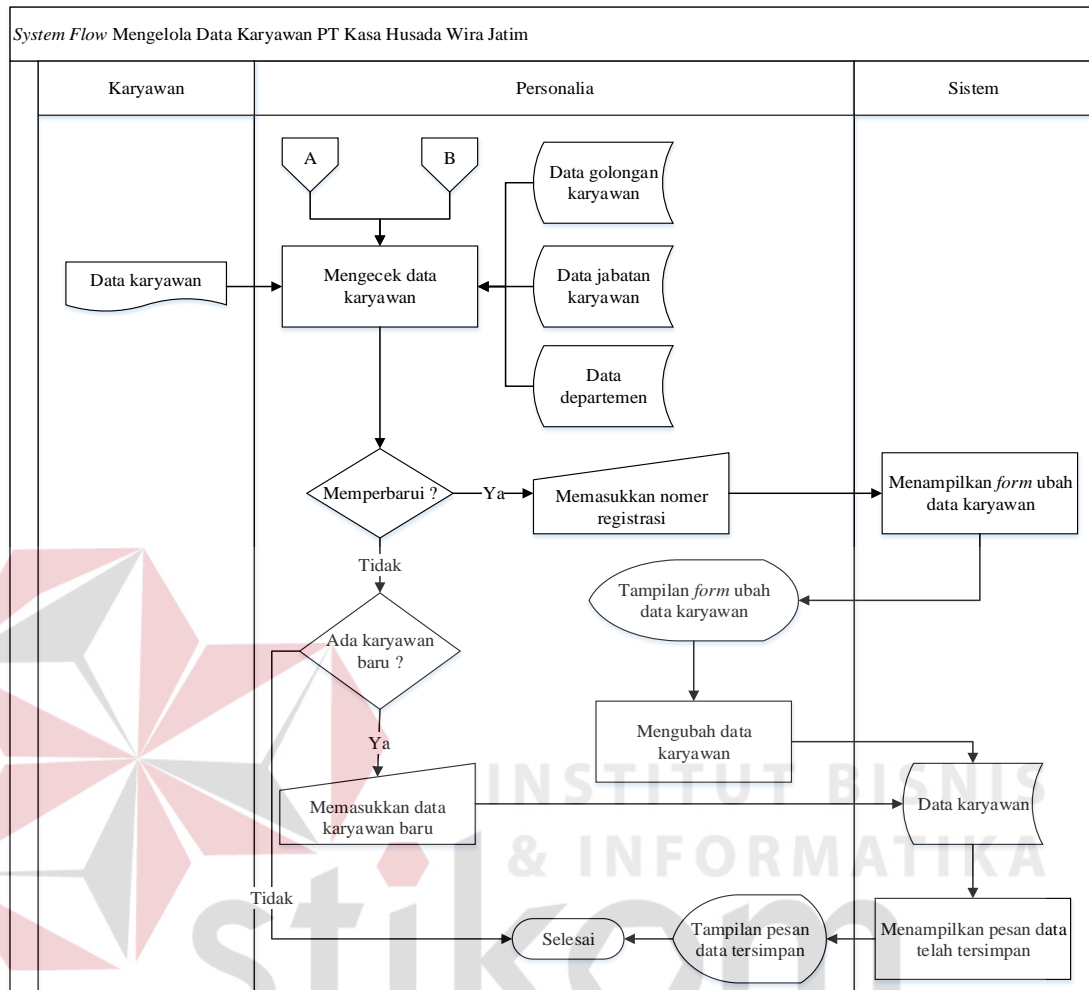 System Flow Mengelola Data Karyawan PT Kasa Husada Wira Jatim
Karyawan
Personalia
Sistem
A
B
Data golongan
karyawan
Data karyawan
Mengecek data
karyawan
Data jabatan
karyawan
Data
departemen
Memperbarui ?
Ya
Memasukkan nomer
registrasi
Menampilkan form ubah
data karyawan
Tidak
Tampilan form ubah
data karyawan
Ada karyawan
baru ?
Mengubah data
karyawan
Ya
Memasukkan data
karyawan baru
Data karyawan
Tidak
Selesai
Tampilan pesan
data tersimpan
Menampilkan pesan data
telah tersimpan
INSTITUT BISNIS
& INFORMATIKA
stikom